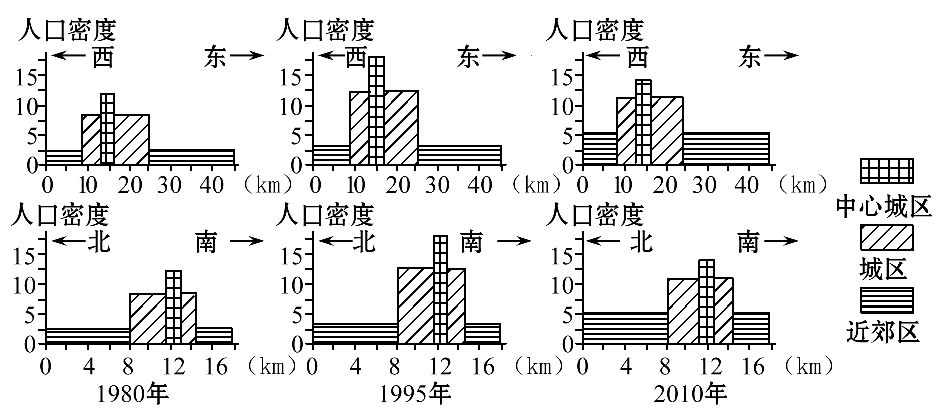 人口密度 人口密度 人口密度
←西 东→ ←西 东→ ←西 东→
15 15 15
10 10 10
5 5 5
0 0 0
0 10 20 30 40 (km) 0 10 20 30 40 (km) 0 10 20 30 40 (km)
中心城区
城区
近郊区
人口密度 人口密度 人口密度
←北 南→ ←北 南→ ←北 南→
15 15 15
10 10 10
5 5 5
0 0 0
0 4 8 12 16 (km) 0 4 8 12 16 (km) 0 4 8 12 16 (km)
1980年 1995年 2010年